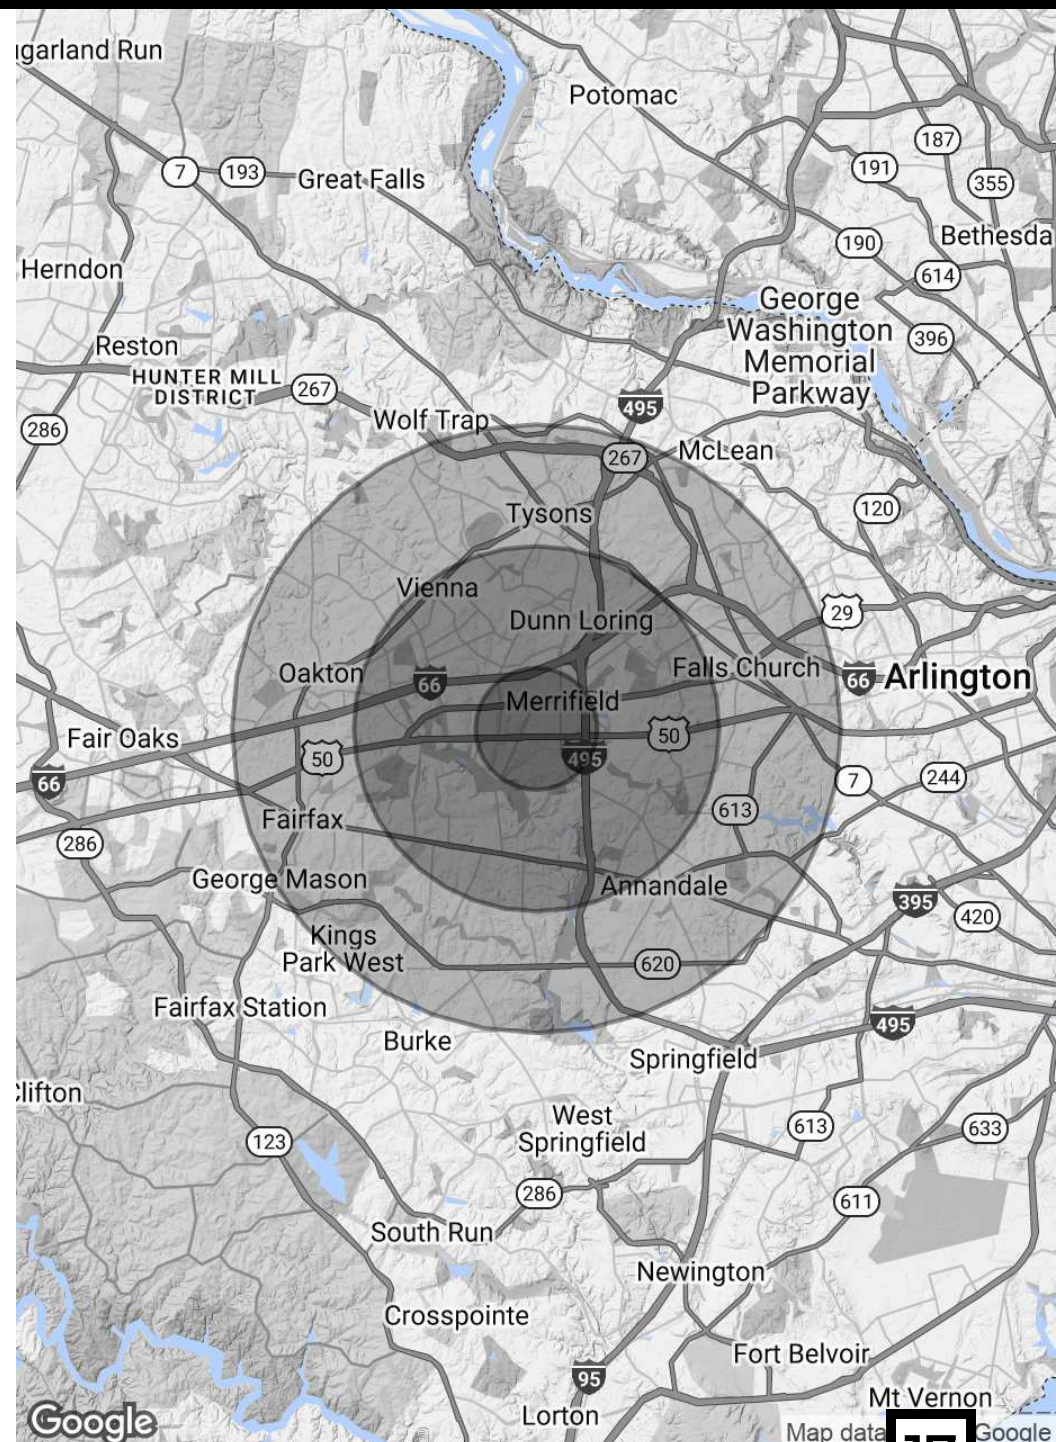 garland Run
Potomac
187
191
7
193
Great Falls
355
190
Bethesda
Herndon
614
George
Washington
Memorial
Parkway
396
Reston
HUNTER MILL
DISTRICT
267
495
286
Wolf Trap
McLean
267
Tysons
120
Vienna
29
Dunn Loring
Oakton
66
Falls Church
66
Arlington
Merrifield
Fair Oaks
50
50
495
66
7
244
Fairfax
613
286
George Mason
Annandale
395
420
Kings
Park West
620
Fairfax Station
495
Burke
Springfield
Clifton
West
Springfield
613
633
123
286
611
South Run
Newington
Crosspointe
Fort Belvoir
95
Mt Vernon
Lorton
Google
Map data
Google